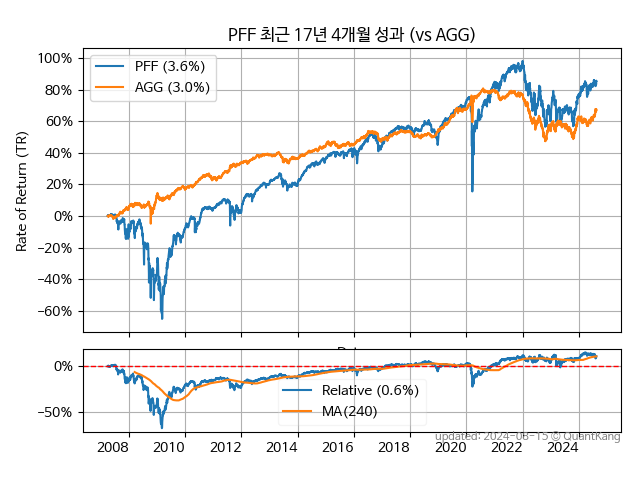 PFF 최근 17년 4개월 성과 (vs AGG)
PFF (3.6%)
AGG (3.0%)
Rate of Return (TR)
100%
80%
60%
40%
20%
0%
−20%
−40%
−60%
0%
−50%
Relative (0.6%)
MA(240)
2008 2010 2012 2014 2016 2018 2020 2022 2024
updated: 2024-08-15 © QuantKang